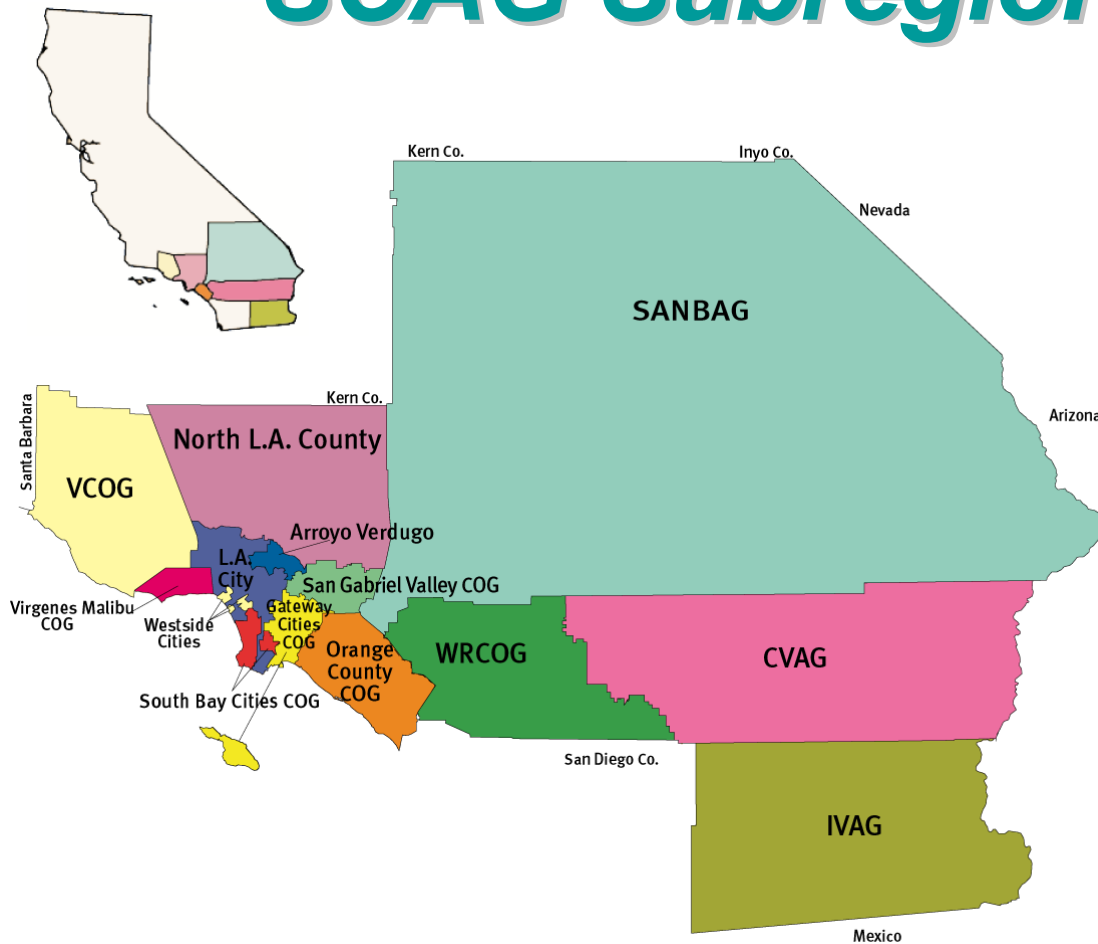 SCAG Subregion
Kern Co.
Inyo Co.
Nevada
SANBAG
Kern Co.
Santa Barbara
Arizona
North L.A. County
VCOG
Arroyo Verdugo
L.A.
City
San Gabriel Valley COG
Virgenes Malibu
COG
Gateway
Cities
COG
Westside
Cities
Orange
County
COG
WRCOG
CVAG
South Bay Cities COG
San Diego Co.
IVAG
Mexico